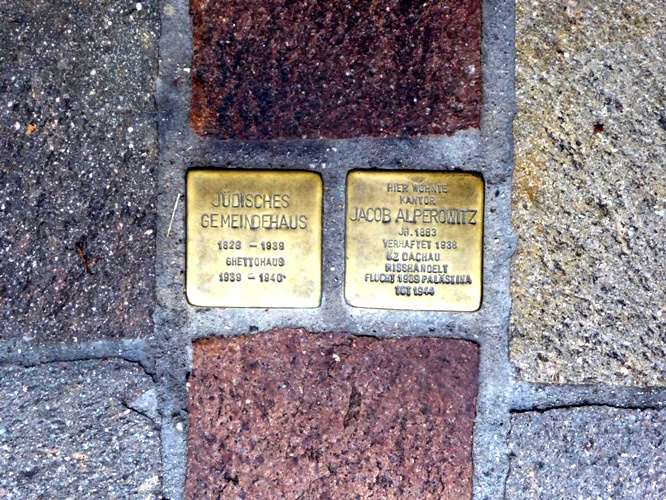 JÜDISCHES
GEMEINDEHAUS
1828 – 1939
GHETTOHAUS
1939 – 1940
HIER WOHNTE
KANTOR
JACOB ALPEROWITZ
JG. 1883
VERHAFTET 1938
KZ DACHAU
MISSHANDELT
FLUCHT 1939 PALÄSTINA
TOT